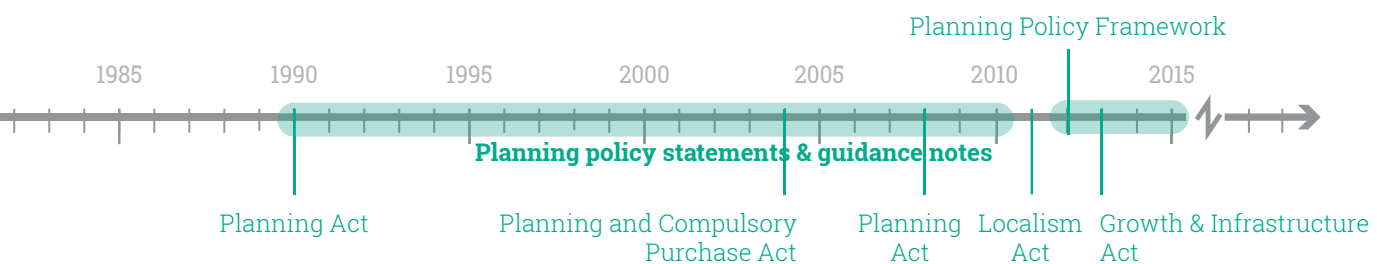 Planning Policy Framework
1985 1990 1995 2000 2005 2010 2015
Planning policy statements & guidance notes
Planning Act
Planning and Compulsory
Purchase Act
Planning
Act
Localism
Act
Growth & Infrastructure
Act